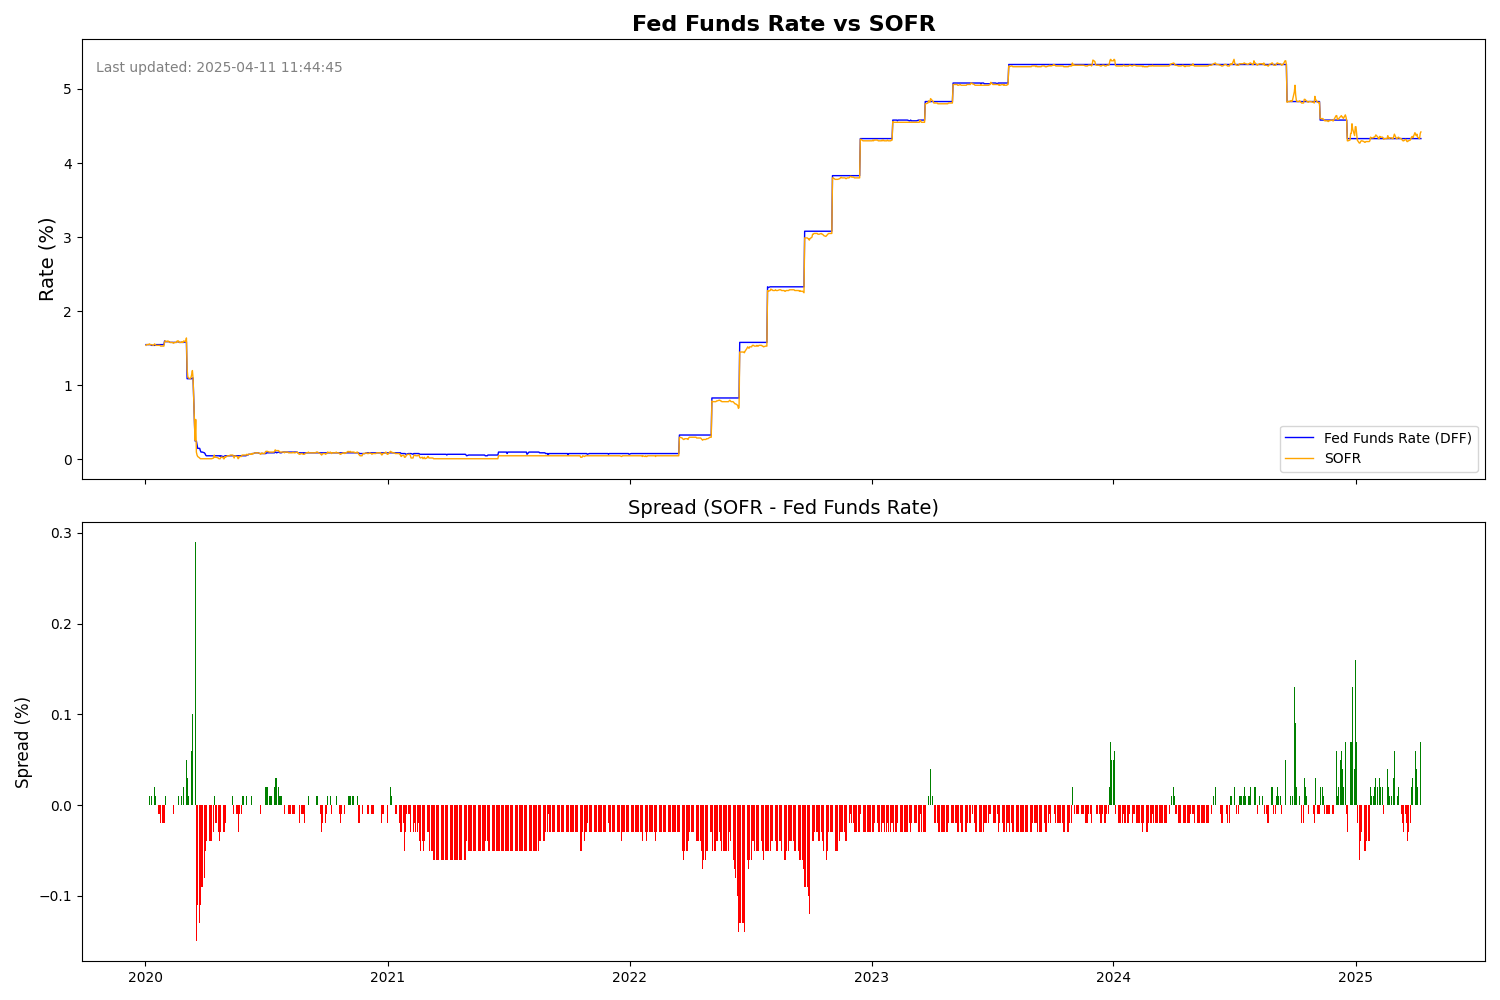 Fed Funds Rate vs SOFR
Last updated: 2025-04-11 11:44:45
Rate (%)
5
4
3
2
1
0
Fed Funds Rate (DFF)
SOFR
Spread (SOFR - Fed Funds Rate)
Spread (%)
0.3
0.2
0.1
0.0
−0.1
2020 2021 2022 2023 2024 2025